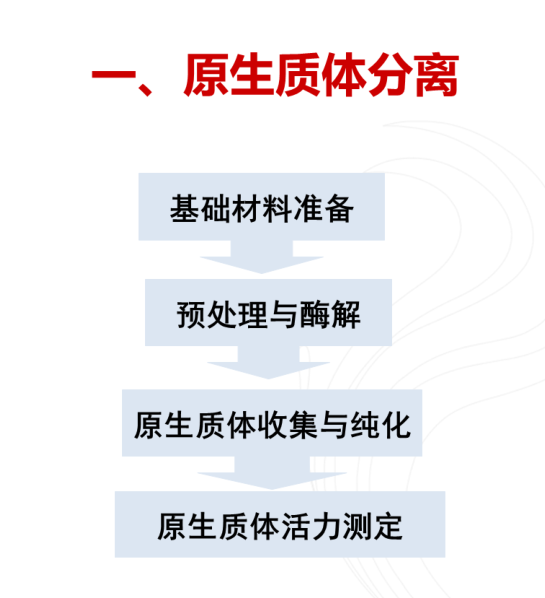 一、原生质体分离
基础材料准备
预处理与酶解
原生质体收集与纯化
原生质体活力测定